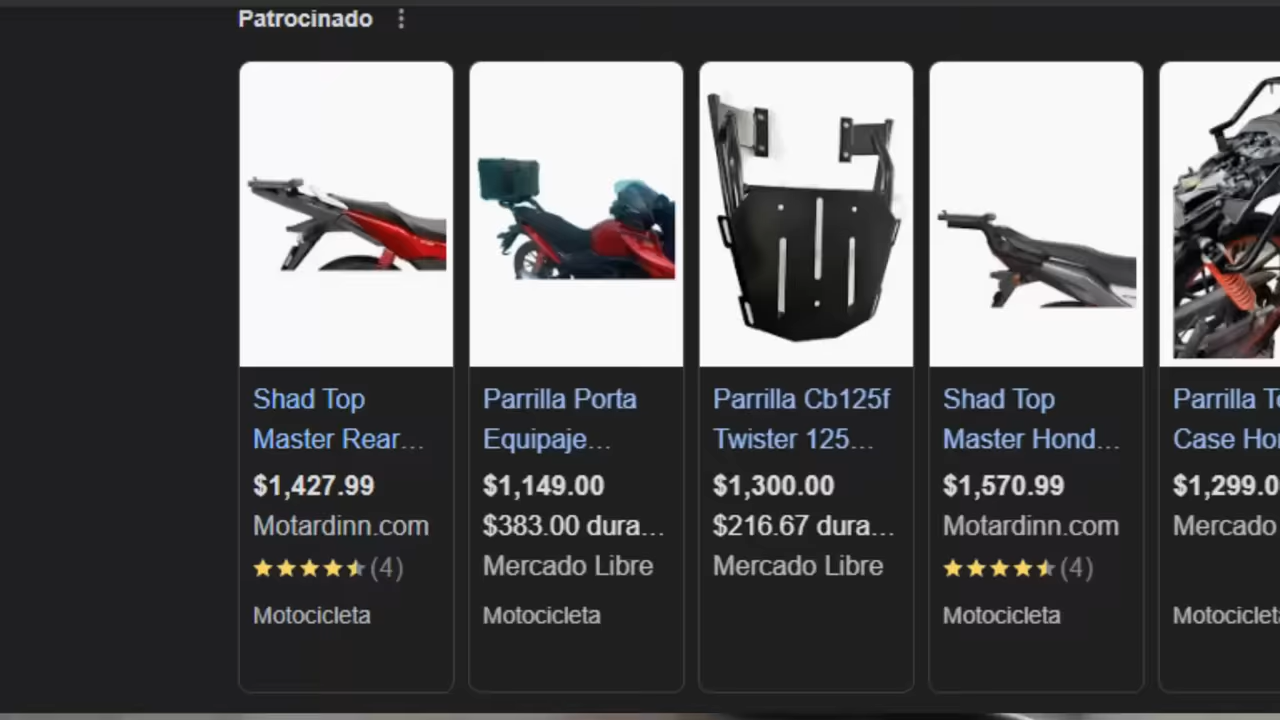 Patrocinado
Shad Top
Master Rear...
$1,427.99
Motardinn.com
(4)
Motocicleta
Parrilla Porta
Equipaje...
$1,149.00
$383.00 dura...
Mercado Libre
Motocicleta
Parrilla Cb125f
Twister 125...
$1,300.00
$216.67 dura...
Mercado Libre
Shad Top
Master Hond...
$1,570.99
Motardinn.com
(4)
Motocicleta
Parrilla
Case
$1,299.0
Mercado